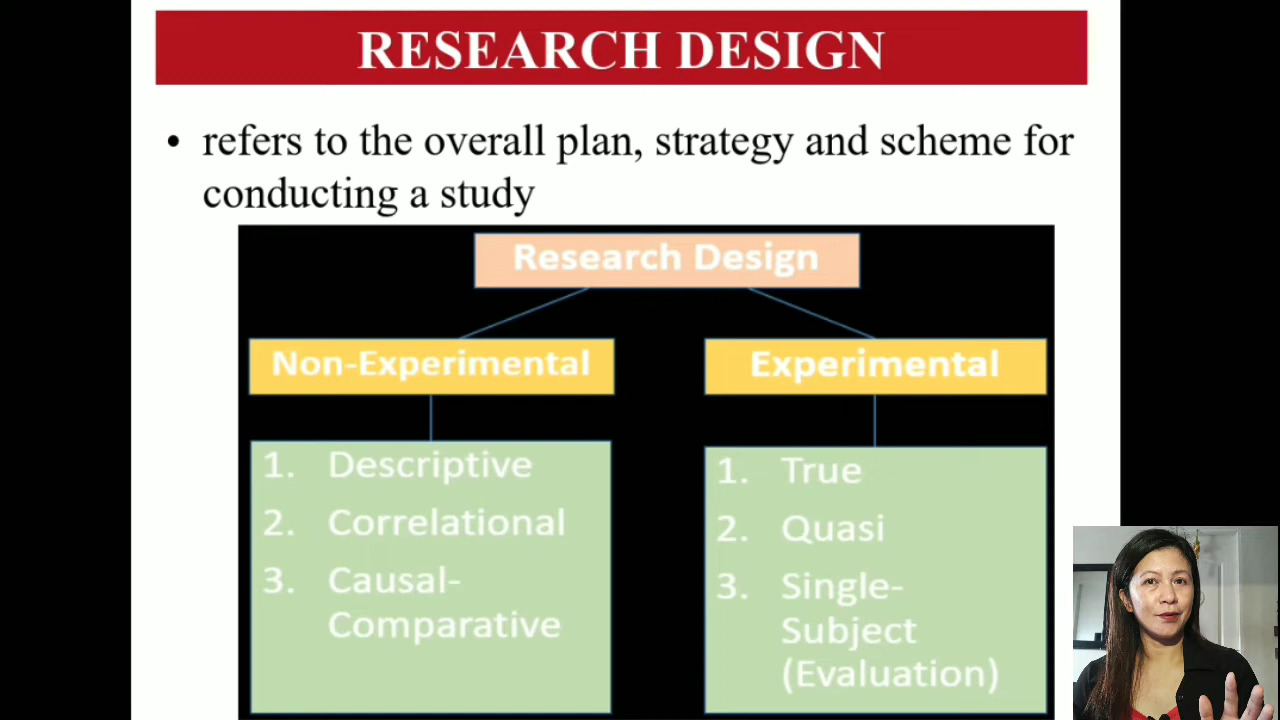 RESEARCH DESIGN
• refers to the overall plan, strategy and scheme for
conducting a study
Research Design
Non-Experimental
Experimental
1. Descriptive
2. Correlational
3. Causal-
Comparative
1. True
2. Quasi
3. Single-
Subject
(Evaluation)